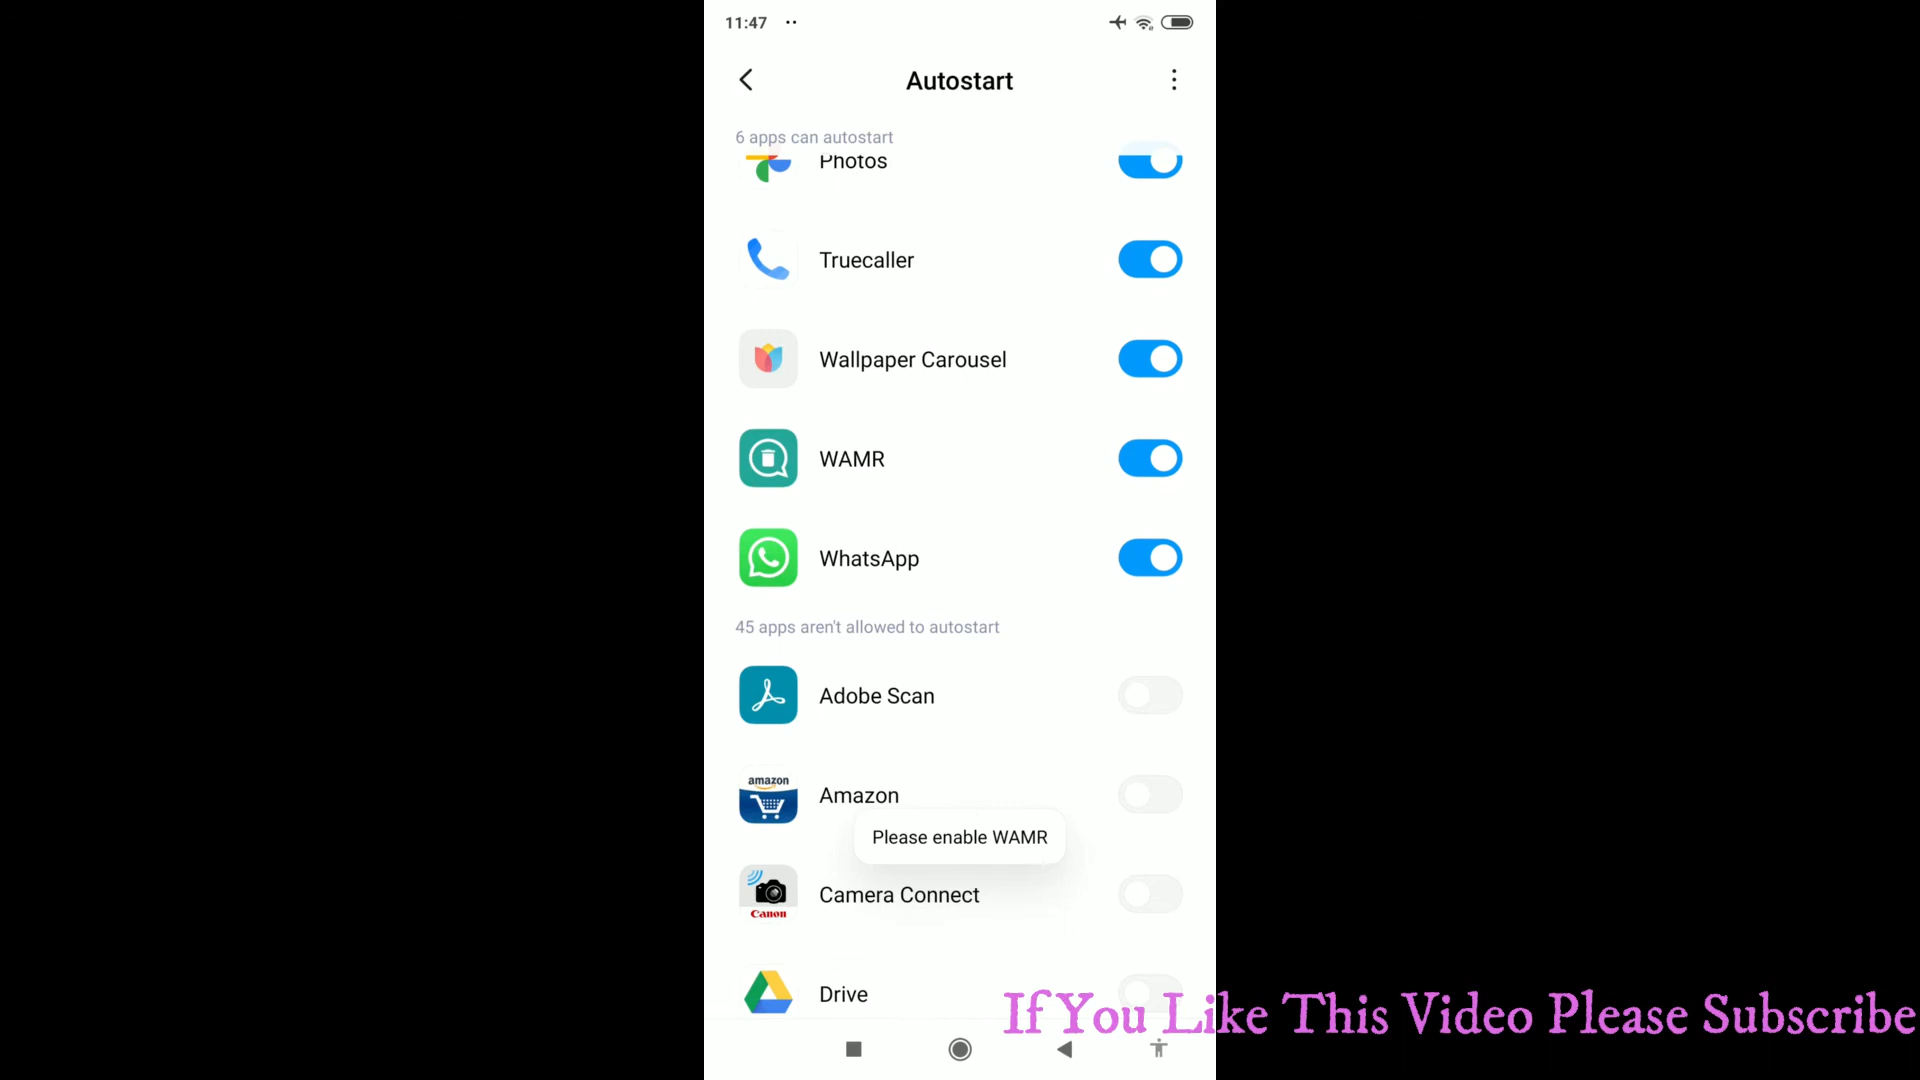 11:47
Autostart
6 apps can autostart
Photos
Truecaller
Wallpaper Carousel
WAMR
WhatsApp
45 apps aren't allowed to autostart
Adobe Scan
amazon
Amazon
Please enable WAMR
Camera Connect
Canon
Drive
If You Like This Video Please Subscribe